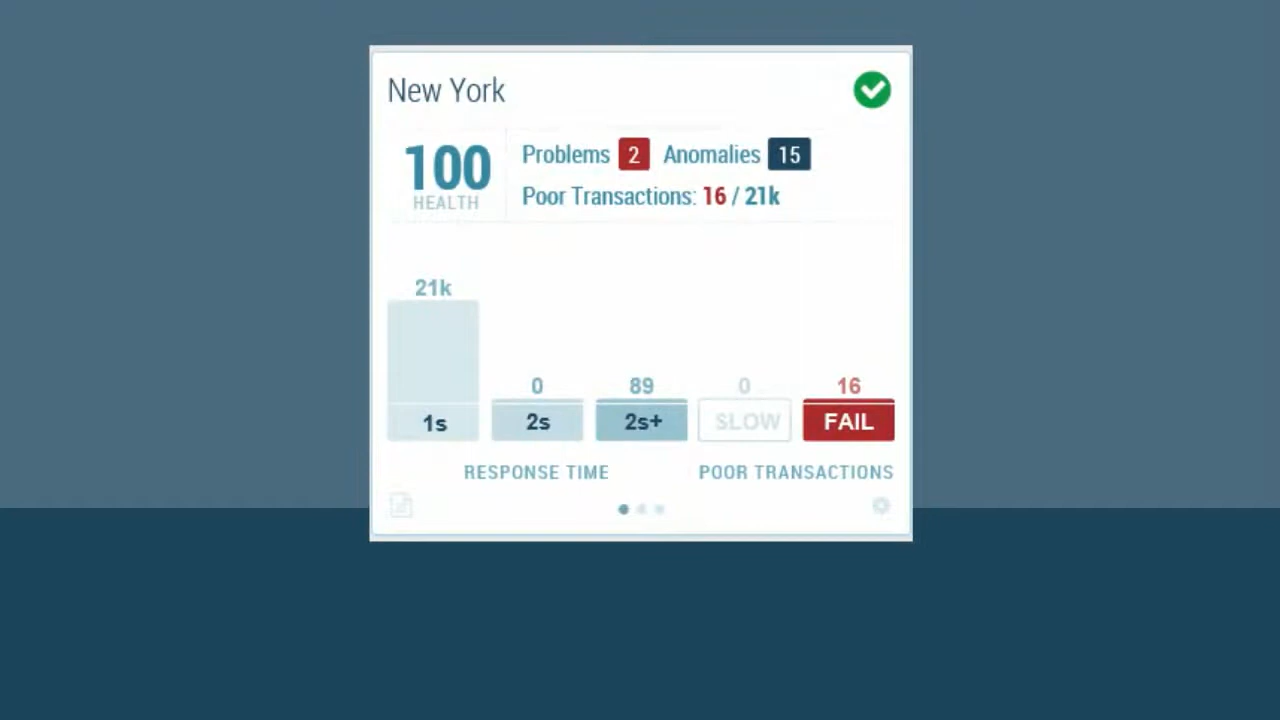 New York
100
HEALTH
Problems 2 Anomalies 15
Poor Transactions: 16 / 21k
21k
0
89
0
16
1s
2s
2s+
SLOW
FAIL
RESPONSE TIME
POOR TRANSACTIONS